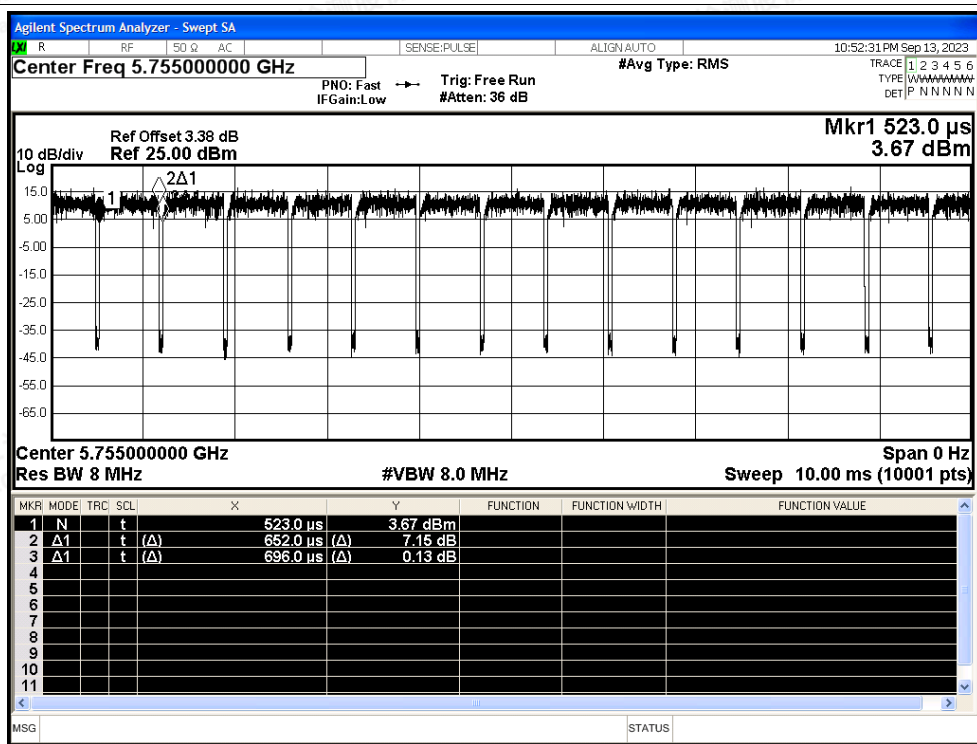 Agilent Spectrum Analyzer - Swept SA
LXI R RF 50 Ω AC SENSE:PULSE ALIGN AUTO 10:52:31 PM Sep 13, 2023
Center Freq 5.755000000 GHz
PNO: Fast
IFGain:Low
Trig: Free Run
#Atten: 36 dB
#Avg Type: RMS
TRACE 1 2 3 4 5 6
TYPE
DET P N N N N N
Mkr1 523.0 µs
3.67 dBm
Ref Offset 3.38 dB
10 dB/div Ref 25.00 dBm
Log
2Δ1
1
15.0
5.00
-5.00
-15.0
-25.0
-35.0
-45.0
-55.0
-65.0
Center 5.755000000 GHz Span 0 Hz
Res BW 8 MHz #VBW 8.0 MHz Sweep 10.00 ms (10001 pts)
MKR MODE TRC SCL X Y FUNCTION FUNCTION WIDTH FUNCTION VALUE
1 N t 523.0 µs 3.67 dBm
2 Δ1 t (Δ) 652.0 µs (Δ) 7.15 dB
3 Δ1 t (Δ) 696.0 µs (Δ) 0.13 dB
4
5
6
7
8
9
10
11
MSG STATUS